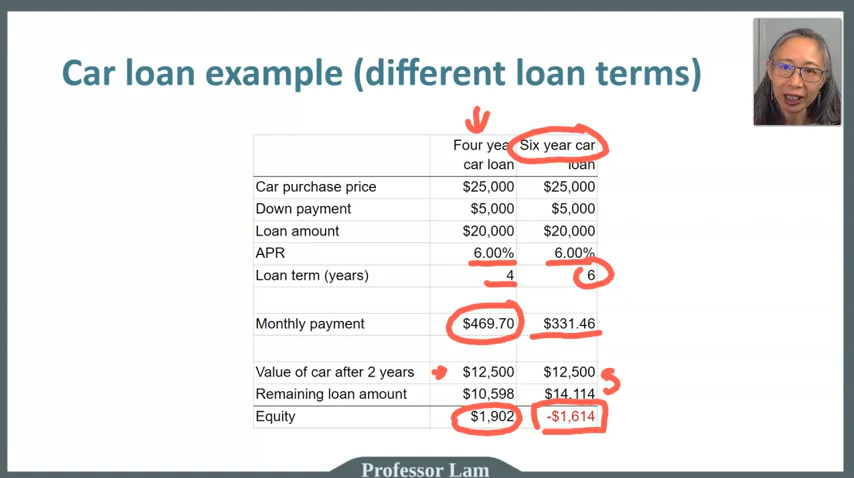 Car loan example (different loan terms)
Four year Six year car
car loan loan
Car purchase price $25,000 $25,000
Down payment $5,000 $5,000
Loan amount $20,000 $20,000
APR 6.00% 6.00%
Loan term (years) 4 6
Monthly payment $469.70 $331.46
Value of car after 2 years $12,500 $12,500
Remaining loan amount $10,598 $14,114
Equity $1,902 -$1,614
Professor Lam